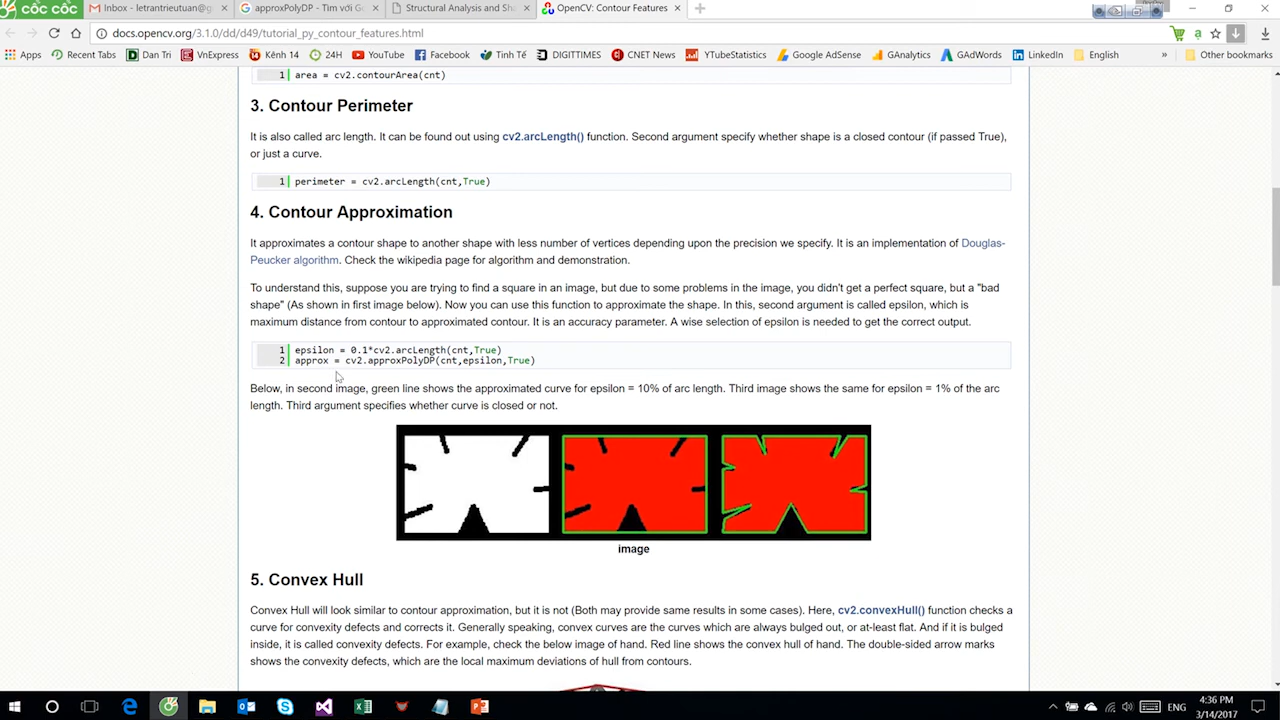 CỐC CỐC
Inbox - letrantrieutuan@g
approxPolyDP - Tìm với Go
Structural Analysis and Sha
OpenCV: Contour Features
docs.opencv.org/3.1.0/dd/d49/tutorial_py_contour_features.html
Apps
Recent Tabs
Dan Tri
VnExpress
Kênh 14
24H
YouTube
Facebook
Tinh Tế
DIGITIMES
CNET News
YTubeStatistics
Google AdSense
GAnalytics
GAdWords
LinkedIn
English
»
Other bookmarks
1 area = cv2.contourArea(cnt)
3. Contour Perimeter
It is also called arc length. It can be found out using cv2.arcLength() function. Second argument specify whether shape is a closed contour (if passed True),
or just a curve.
1 perimeter = cv2.arcLength(cnt,True)
4. Contour Approximation
It approximates a contour shape to another shape with less number of vertices depending upon the precision we specify. It is an implementation of Douglas-
Peucker algorithm. Check the wikipedia page for algorithm and demonstration.
To understand this, suppose you are trying to find a square in an image, but due to some problems in the image, you didn't get a perfect square, but a "bad
shape" (As shown in first image below). Now you can use this function to approximate the shape. In this, second argument is called epsilon, which is
maximum distance from contour to approximated contour. It is an accuracy parameter. A wise selection of epsilon is needed to get the correct output.
1 epsilon = 0.1*cv2.arcLength(cnt,True)
2 approx = cv2.approxPolyDP(cnt,epsilon,True)
Below, in second image, green line shows the approximated curve for epsilon = 10% of arc length. Third image shows the same for epsilon = 1% of the arc
length. Third argument specifies whether curve is closed or not.
image
5. Convex Hull
Convex Hull will look similar to contour approximation, but it is not (Both may provide same results in some cases). Here, cv2.convexHull() function checks a
curve for convexity defects and corrects it. Generally speaking, convex curves are the curves which are always bulged out, or at-least flat. And if it is bulged
inside, it is called convexity defects. For example, check the below image of hand. Red line shows the convex hull of hand. The double-sided arrow marks
shows the convexity defects, which are the local maximum deviations of hull from contours.
ENG
4:36 PM
3/14/2017